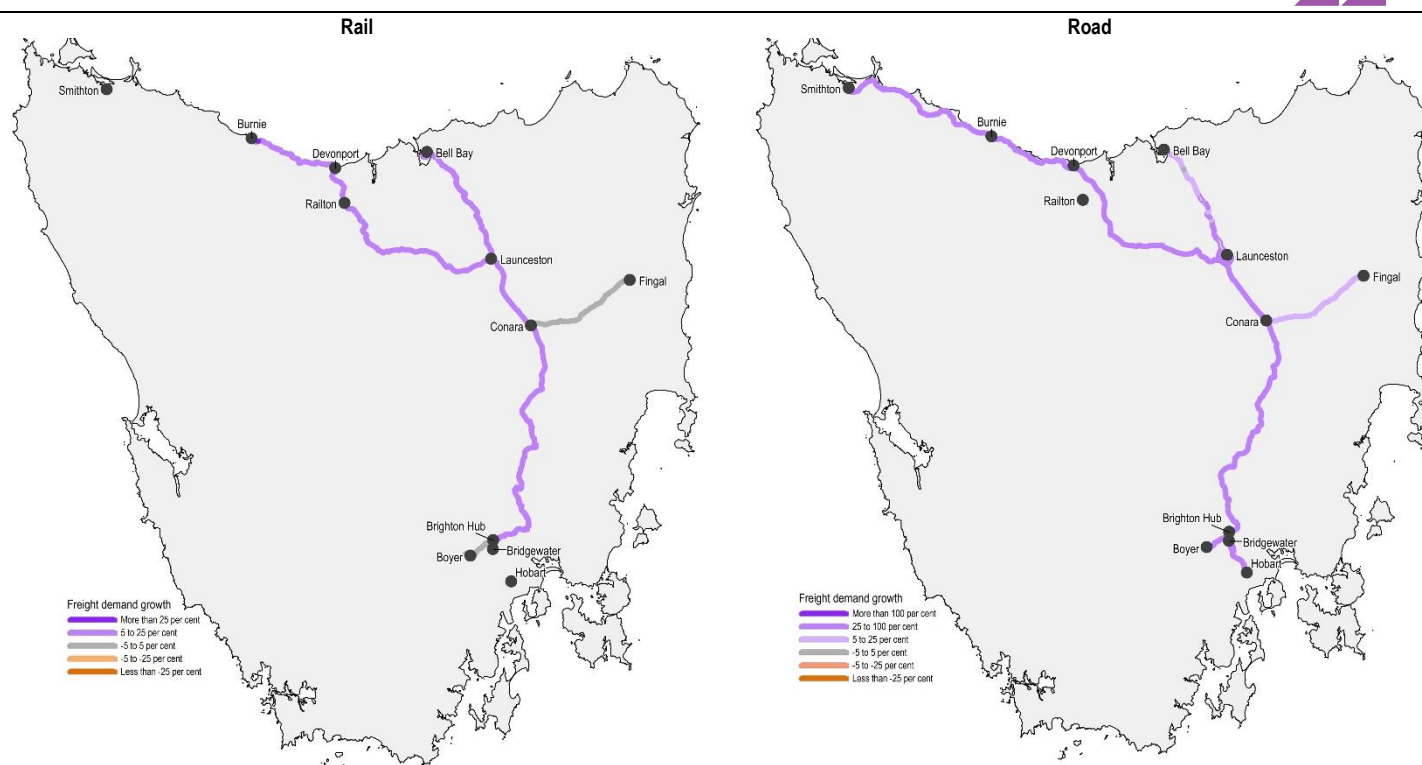 Rail
Smithton
Burnie
Devonport
Bell Bay
Railton
Launceston
Fingal
Conara
Brighton Hub
Bridgewater
Boyer
Hobart
Freight demand growth
More than 25 per cent
5 to 25 per cent
-5 to 5 per cent
-5 to -25 per cent
Less than -25 per cent
Road
Smithton
Burnie
Devonport
Bell Bay
Railton
Launceston
Fingal
Conara
Brighton Hub
Bridgewater
Boyer
Hobart
Freight demand growth
More than 100 per cent
25 to 100 per cent
5 to 25 per cent
-5 to 5 per cent
-5 to -25 per cent
Less than -25 per cent